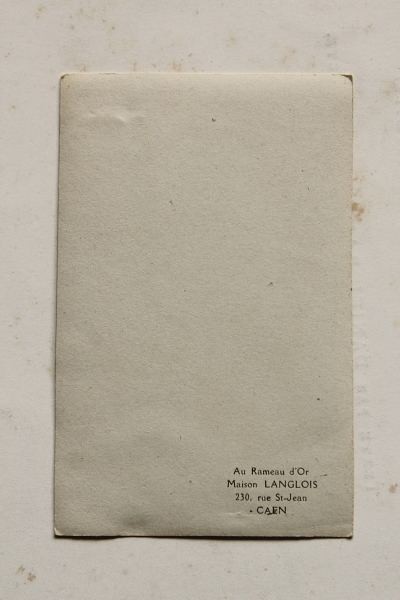 Au Rameau d'Or
Maison LANGLOIS
230, rue St-Jean
CAEN